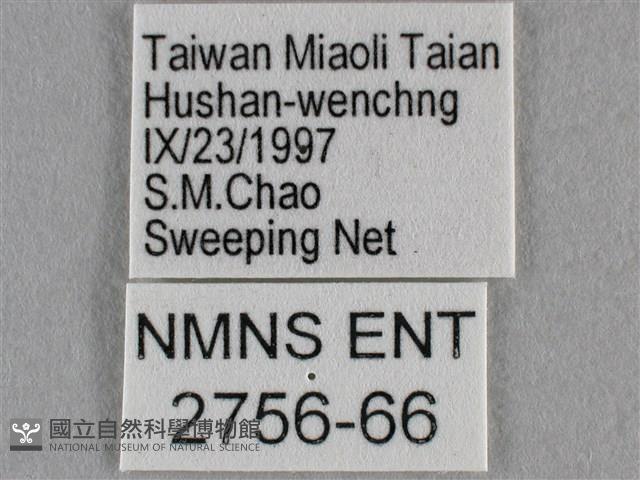 Taiwan Miaoli Taian
Hushan-wenchng
IX/23/1997
S.M.Chao
Sweeping Net
NMNS ENT
2756-66
國立自然科學博物館
NATIONAL MUSEUM OF NATURAL SCIENCE